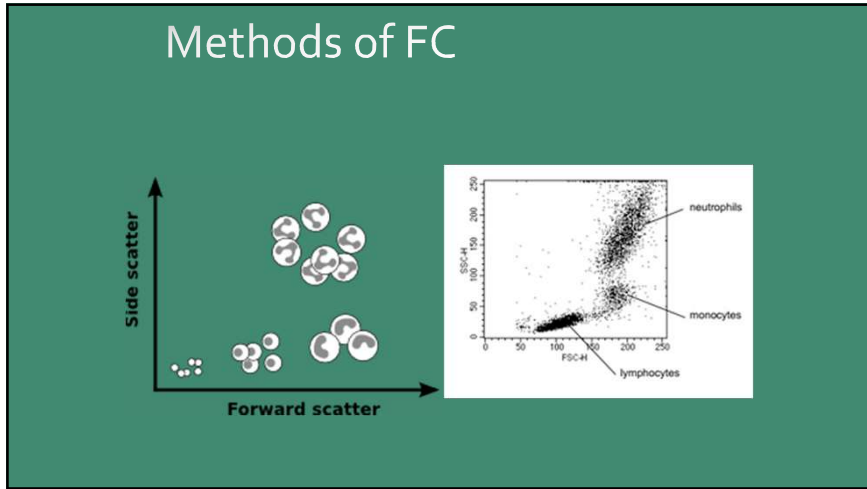 Methods of FC
Side scatter
Forward scatter
250
200
150
100
50
0
SSC-H
0
50
100
150
200
250
FSC-H
neutrophils
monocytes
lymphocytes